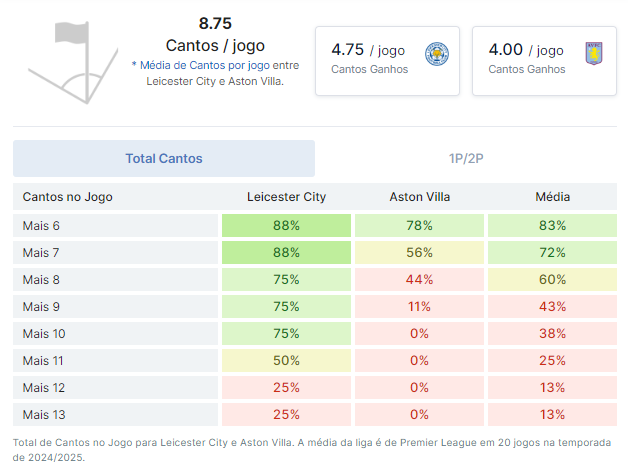 8.75
Cantos / jogo
* Média de Cantos por jogo entre
Leicester City e Aston Villa.
4.75 / jogo
Cantos Ganhos
4.00 / jogo
Cantos Ganhos
Total Cantos 1P/2P
Cantos no Jogo Leicester City Aston Villa Média
Mais 6 88% 78% 83%
Mais 7 88% 56% 72%
Mais 8 75% 44% 60%
Mais 9 75% 11% 43%
Mais 10 75% 0% 38%
Mais 11 50% 0% 25%
Mais 12 25% 0% 13%
Mais 13 25% 0% 13%
Total de Cantos no Jogo para Leicester City e Aston Villa. A média da liga é de Premier League em 20 jogos na temporada
de 2024/2025.